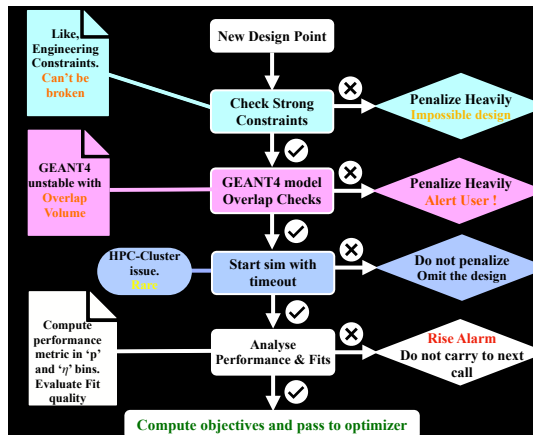 New Design Point
Like,
Engineering
Constraints.
Can't be
broken
Check Strong
Constraints
Penalize Heavily
Impossible design
GEANT4
unstable with
Overlap
Volume
GEANT4 model
Overlap Checks
Penalize Heavily
Alert User !
HPC-Cluster
issue.
Rare
Start sim with
timeout
Do not penalize
Omit the design
Compute
performance
metric in 'p'
and 'η' bins.
Evaluate Fit
quality
Analyse
Performance & Fits
Rise Alarm
Do not carry to next
call
Compute objectives and pass to optimizer